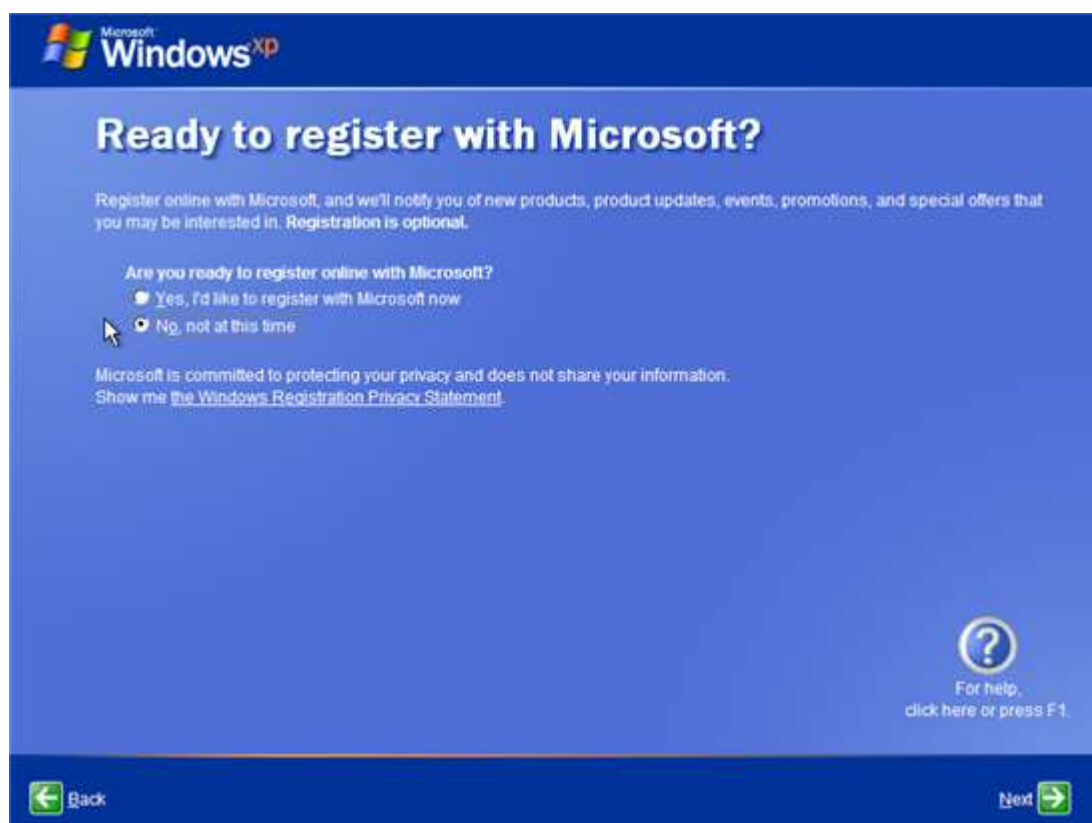 Microsoft
Windows xp
Ready to register with Microsoft?
Register online with Microsoft, and we'll notify you of new products, product updates, events, promotions, and special offers that
you may be interested in. Registration is optional.
Are you ready to register online with Microsoft?
Yes, I'd like to register with Microsoft now
No, not at this time
Microsoft is committed to protecting your privacy and does not share your information.
Show me the Windows Registration Privacy Statement.
?
For help,
click here or press F1.
Back
Next